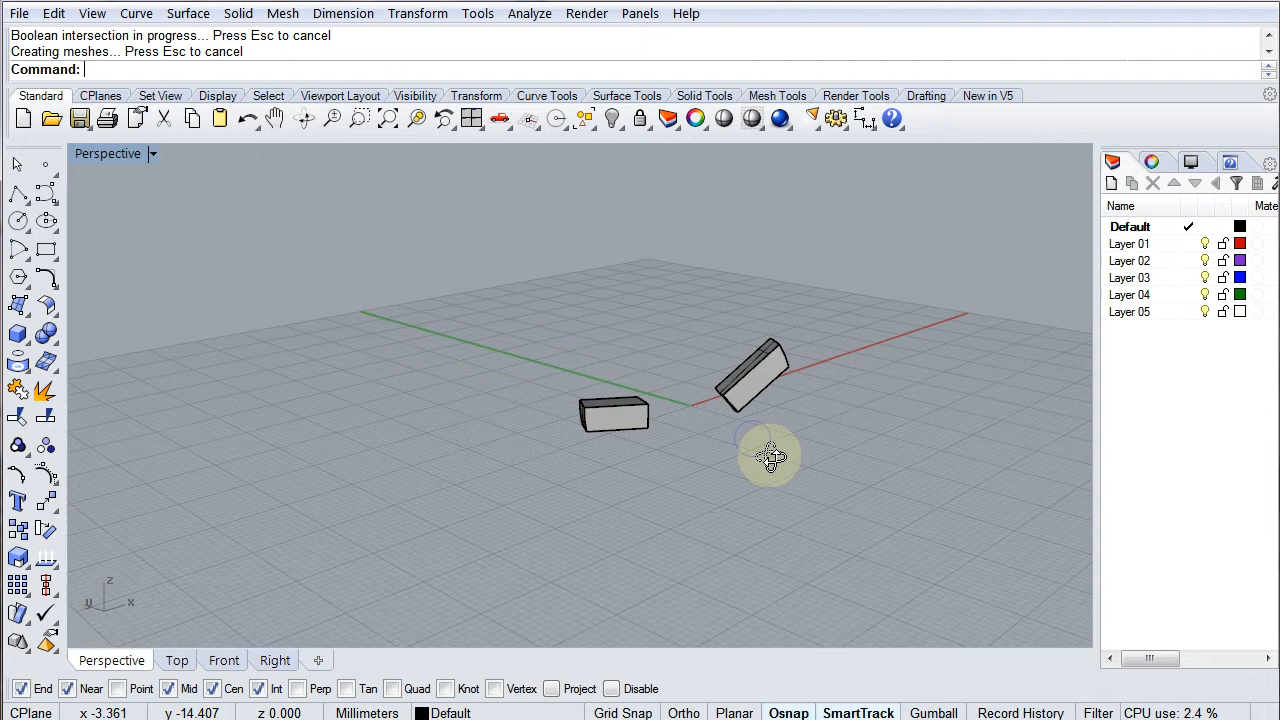 File Edit View Curve Surface Solid Mesh Dimension Transform Tools Analyze Render Panels Help
Boolean intersection in progress... Press Esc to cancel
Creating meshes... Press Esc to cancel
Command:
Standard CPlanes Set View Display Select Viewport Layout Visibility Transform Curve Tools Surface Tools Solid Tools Mesh Tools Render Tools Drafting New in V5
Perspective
Name Mate
Default
Layer 01
Layer 02
Layer 03
Layer 04
Layer 05
z
y x
Perspective Top Front Right
End Near Point Mid Cen Int Perp Tan Quad Knot Vertex Project Disable
CPlane x -3.361 y -14.407 z 0.000 Millimeters Default Grid Snap Ortho Planar Osnap SmartTrack Gumball Record History Filter CPU use: 2.4 %